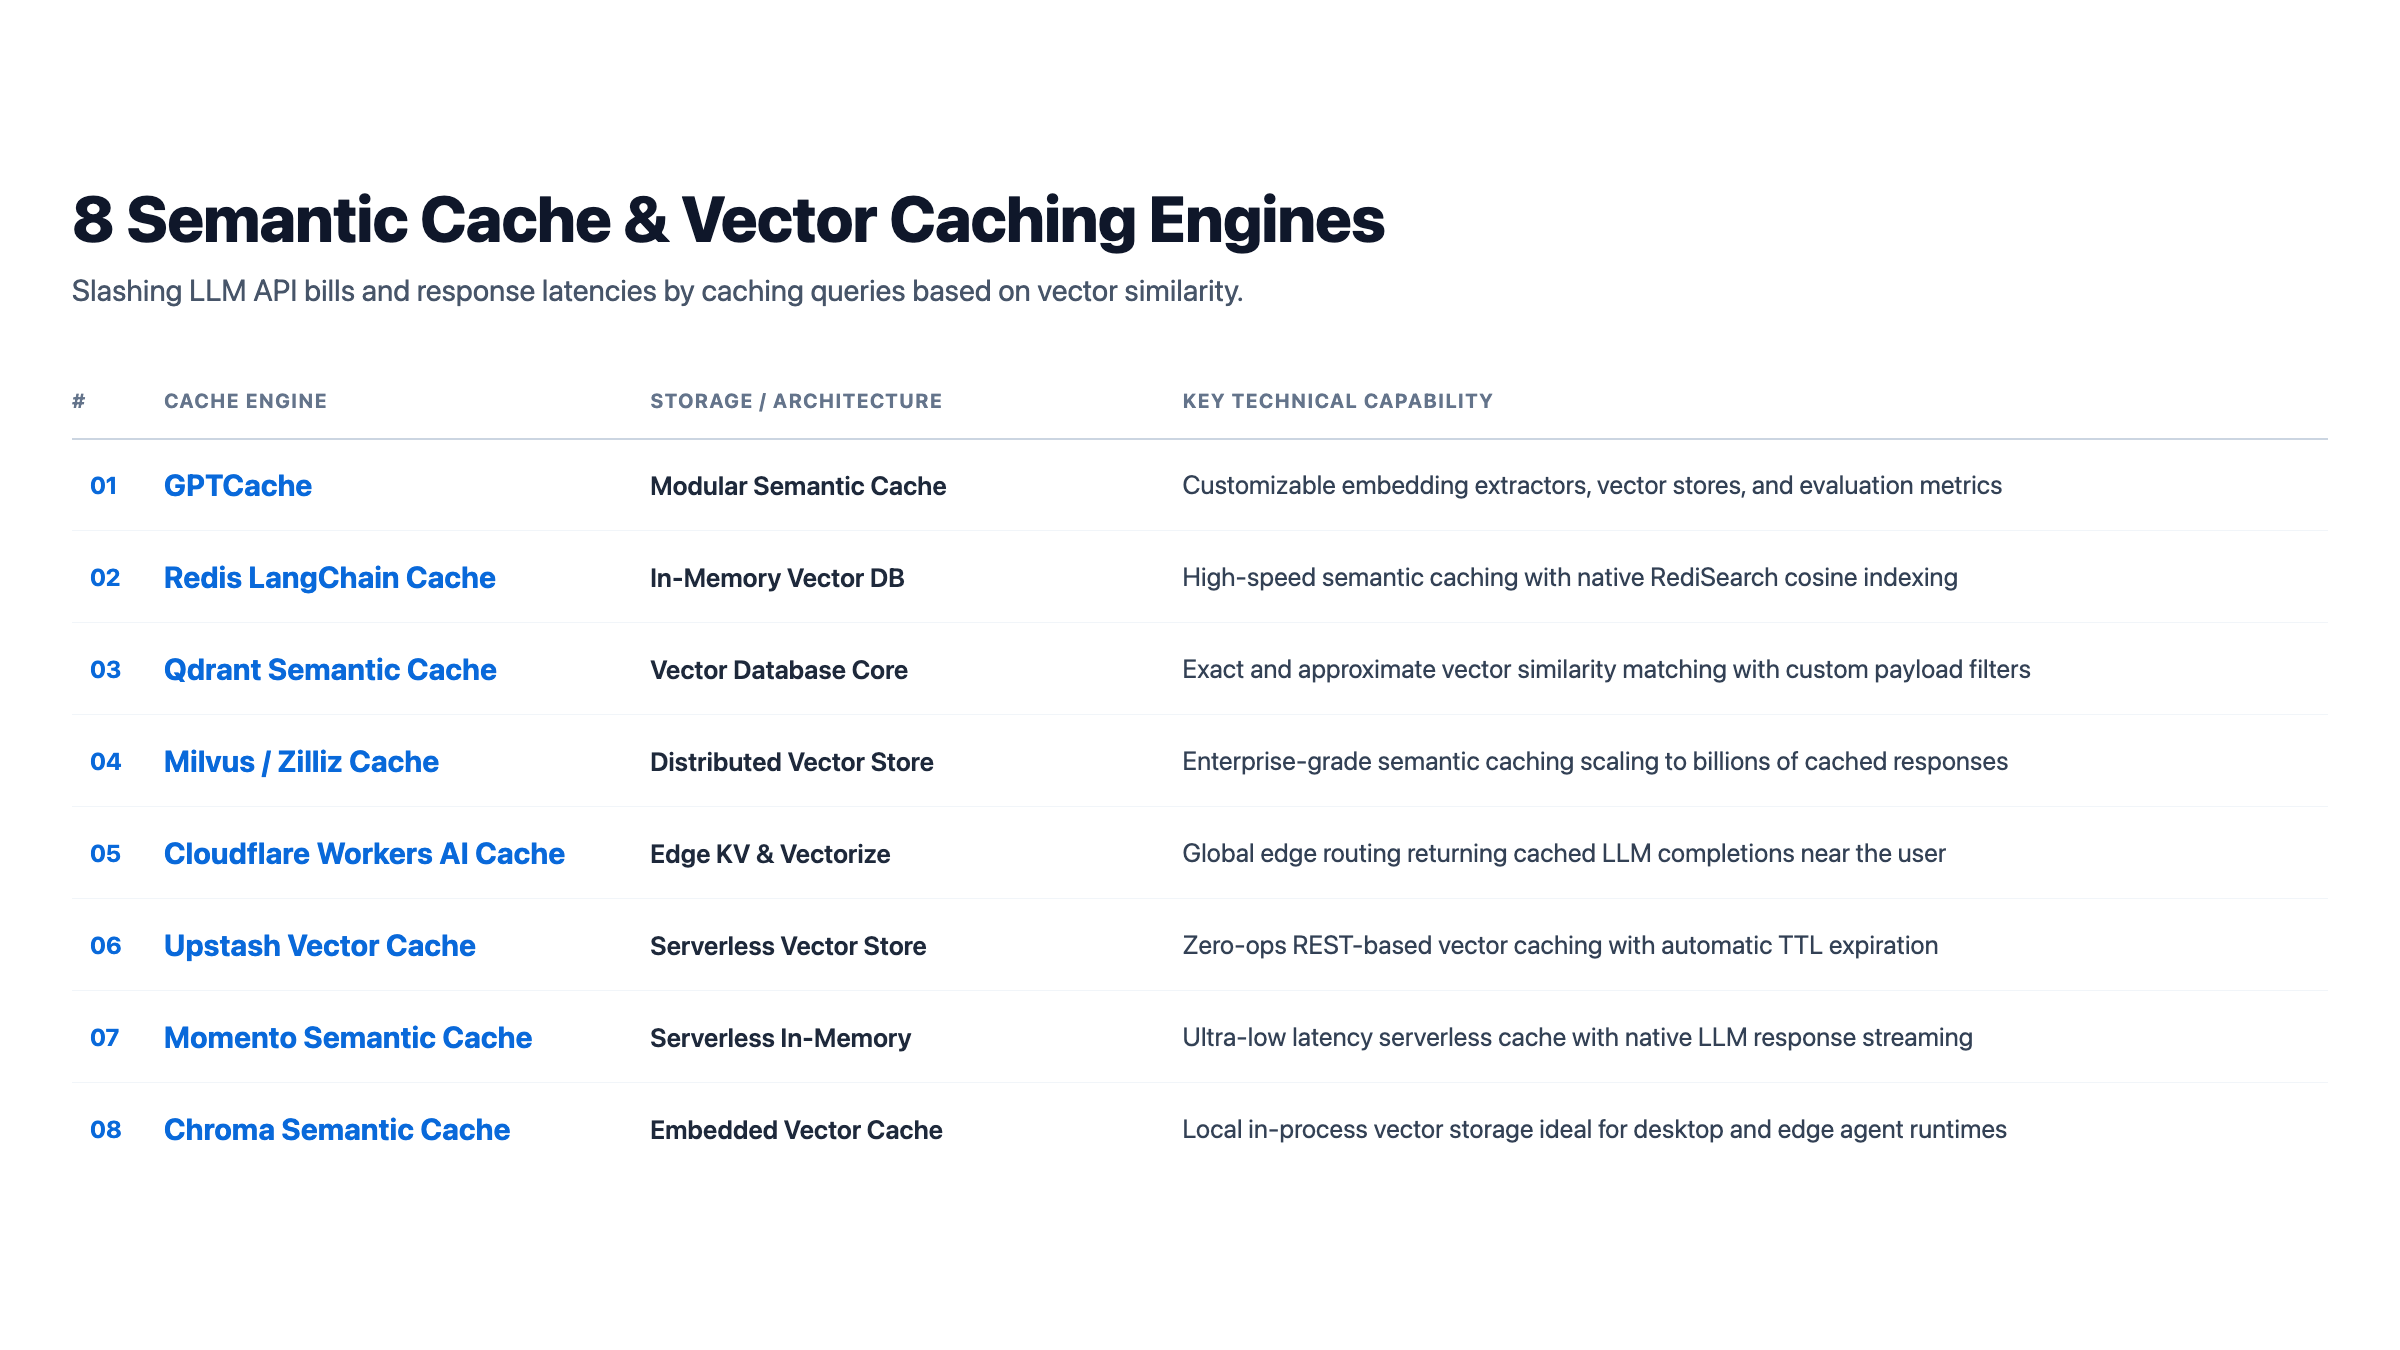 8 Semantic Cache & Vector Caching Engines
Slashing LLM API bills and response latencies by caching queries based on vector similarity.
# CACHE ENGINE STORAGE / ARCHITECTURE KEY TECHNICAL CAPABILITY
01 GPTCache Modular Semantic Cache Customizable embedding extractors, vector stores, and evaluation metrics
02 Redis LangChain Cache In-Memory Vector DB High-speed semantic caching with native RediSearch cosine indexing
03 Qdrant Semantic Cache Vector Database Core Exact and approximate vector similarity matching with custom payload filters
04 Milvus / Zilliz Cache Distributed Vector Store Enterprise-grade semantic caching scaling to billions of cached responses
05 Cloudflare Workers AI Cache Edge KV & Vectorize Global edge routing returning cached LLM completions near the user
06 Upstash Vector Cache Serverless Vector Store Zero-ops REST-based vector caching with automatic TTL expiration
07 Momento Semantic Cache Serverless In-Memory Ultra-low latency serverless cache with native LLM response streaming
08 Chroma Semantic Cache Embedded Vector Cache Local in-process vector storage ideal for desktop and edge agent runtimes